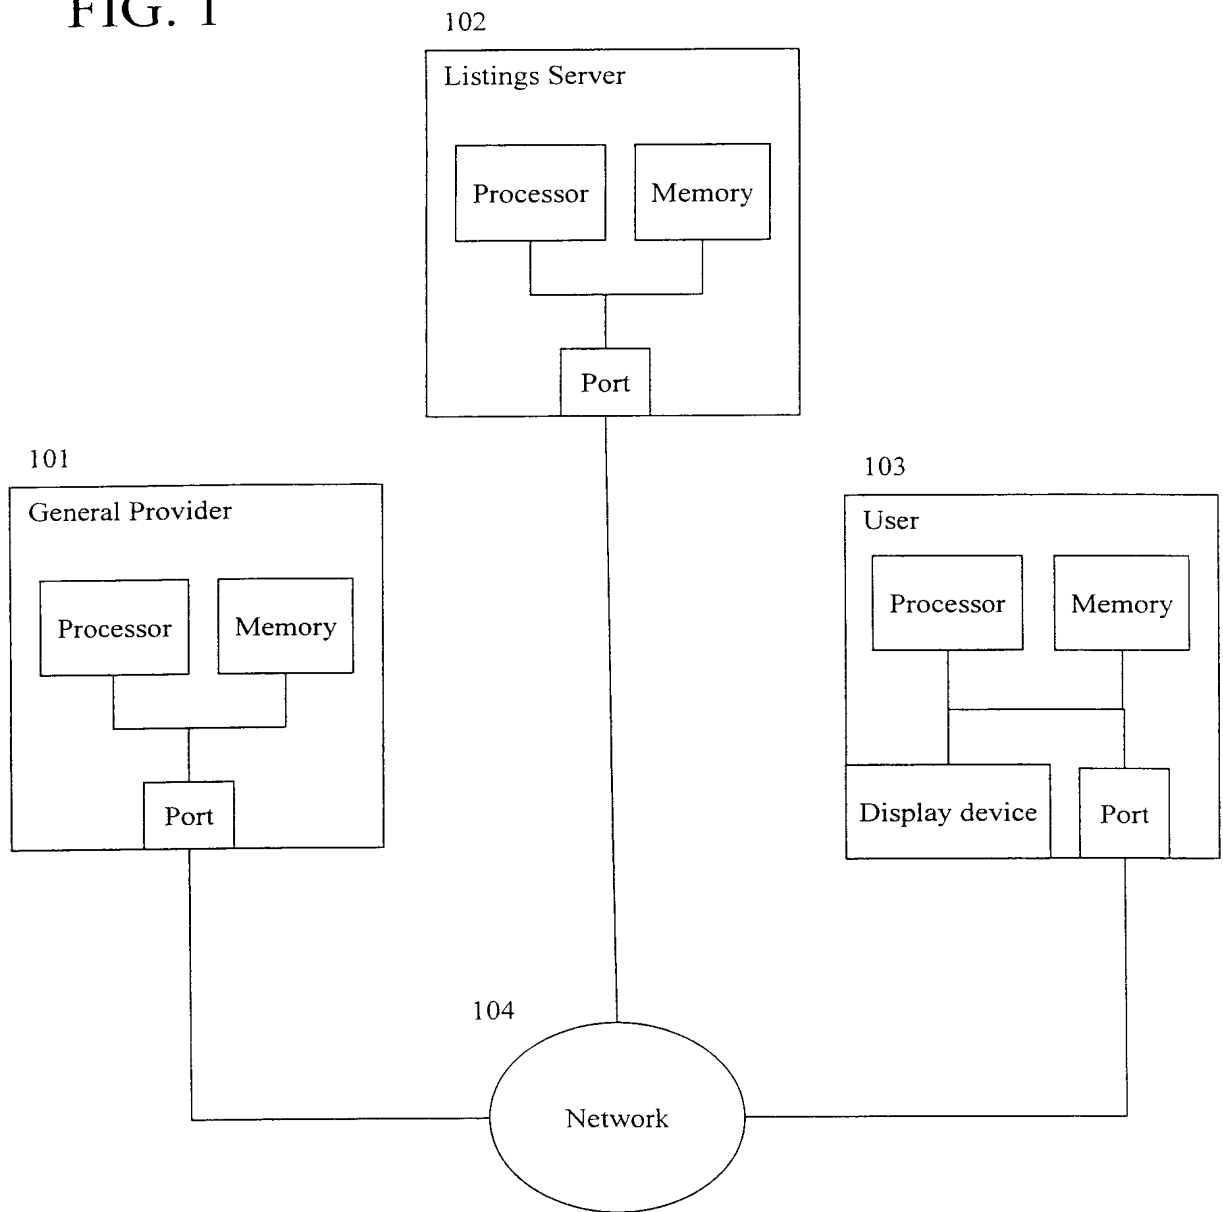 FIG. 1
102
Listings Server
Processor
Memory
Port
101
General Provider
Processor
Memory
Port
103
User
Processor
Memory
Display device
Port
104
Network